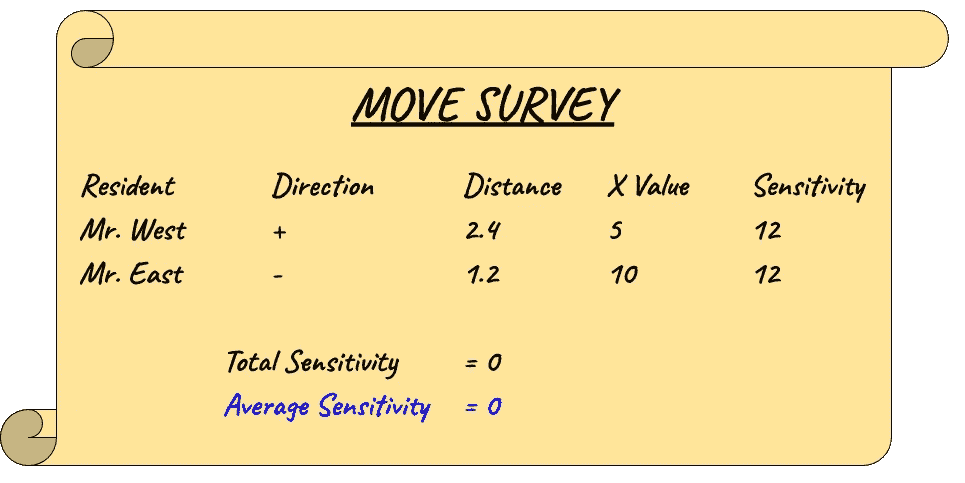 MOVE SURVEY
Resident Direction Distance X Value Sensitivity
Mr. West + 2.4 5 12
Mr. East - 1.2 10 12
Total Sensitivity = 0
Average Sensitivity = 0